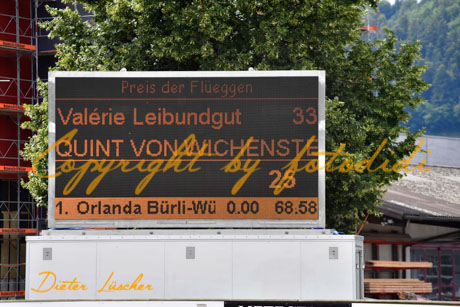 Preis der Flueggen
Valérie Leibundgut 33
QUINT VON WICHENSTE
26
1. Orlanda Bürli-Wü 0.00 68.58
Copyright by fotodidi
Dieter Lüscher